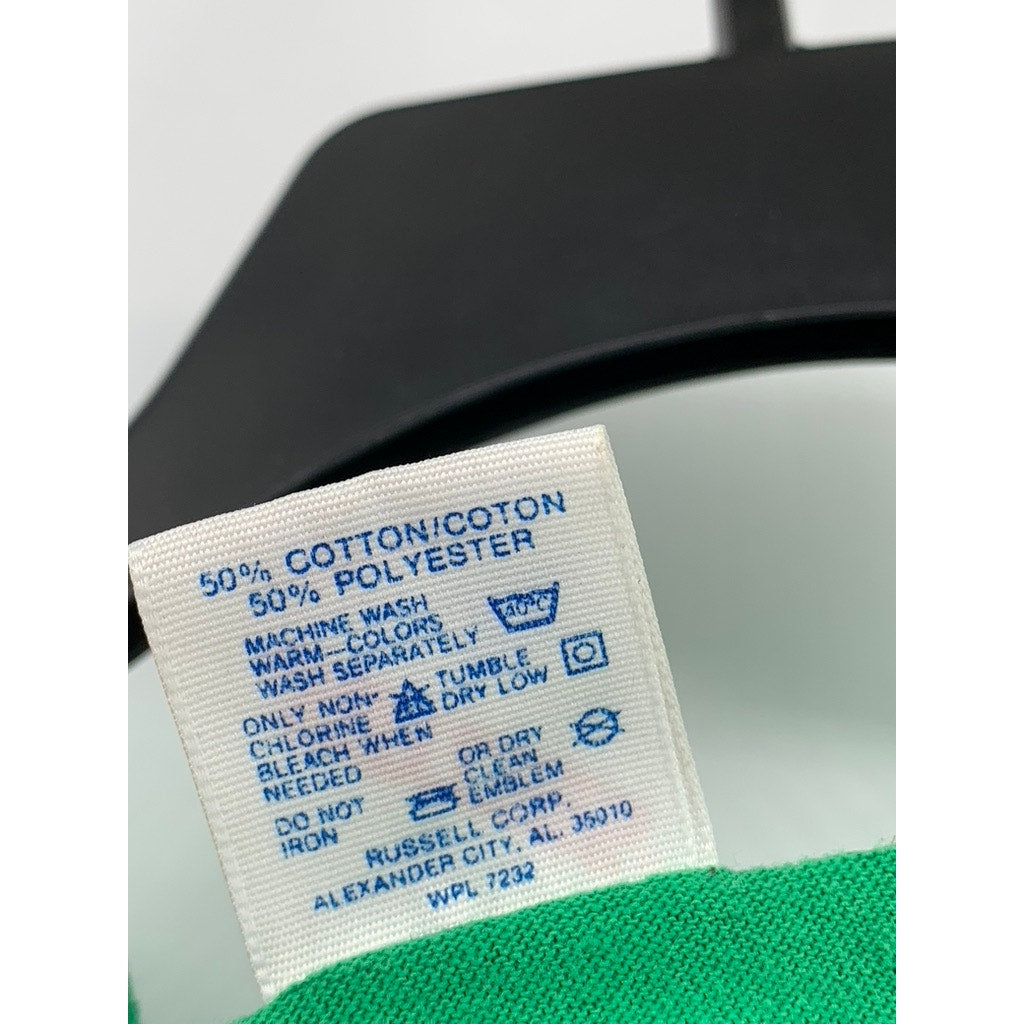 50% COTTON/COTON
50% POLYESTER
MACHINE WASH
WARM—COLORS
WASH SEPARATELY
40°C
ONLY NON-
CHLORINE
BLEACH WHEN
NEEDED
TUMBLE
DRY LOW
DO NOT
IRON
OR DRY
CLEAN
EMBLEM
RUSSELL CORP.
ALEXANDER CITY, AL. 35010
WPL 7232